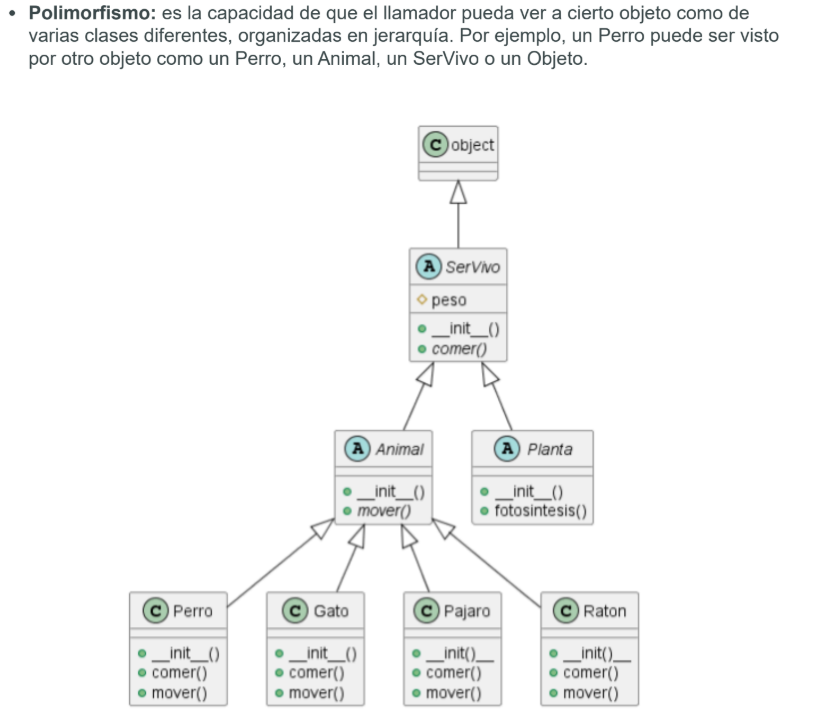 • Polimorfismo: es la capacidad de que el llamador pueda ver a cierto objeto como de
varias clases diferentes, organizadas en jerarquía. Por ejemplo, un Perro puede ser visto
por otro objeto como un Perro, un Animal, un SerVivo o un Objeto.
C object
A SerVivo
peso
__init__()
comer()
A Animal
__init__()
mover()
A Planta
__init__()
fotosintesis()
C Perro
__init__()
comer()
mover()
C Gato
__init__()
comer()
mover()
C Pajaro
__init()__
comer()
mover()
C Raton
__init()__
comer()
mover()